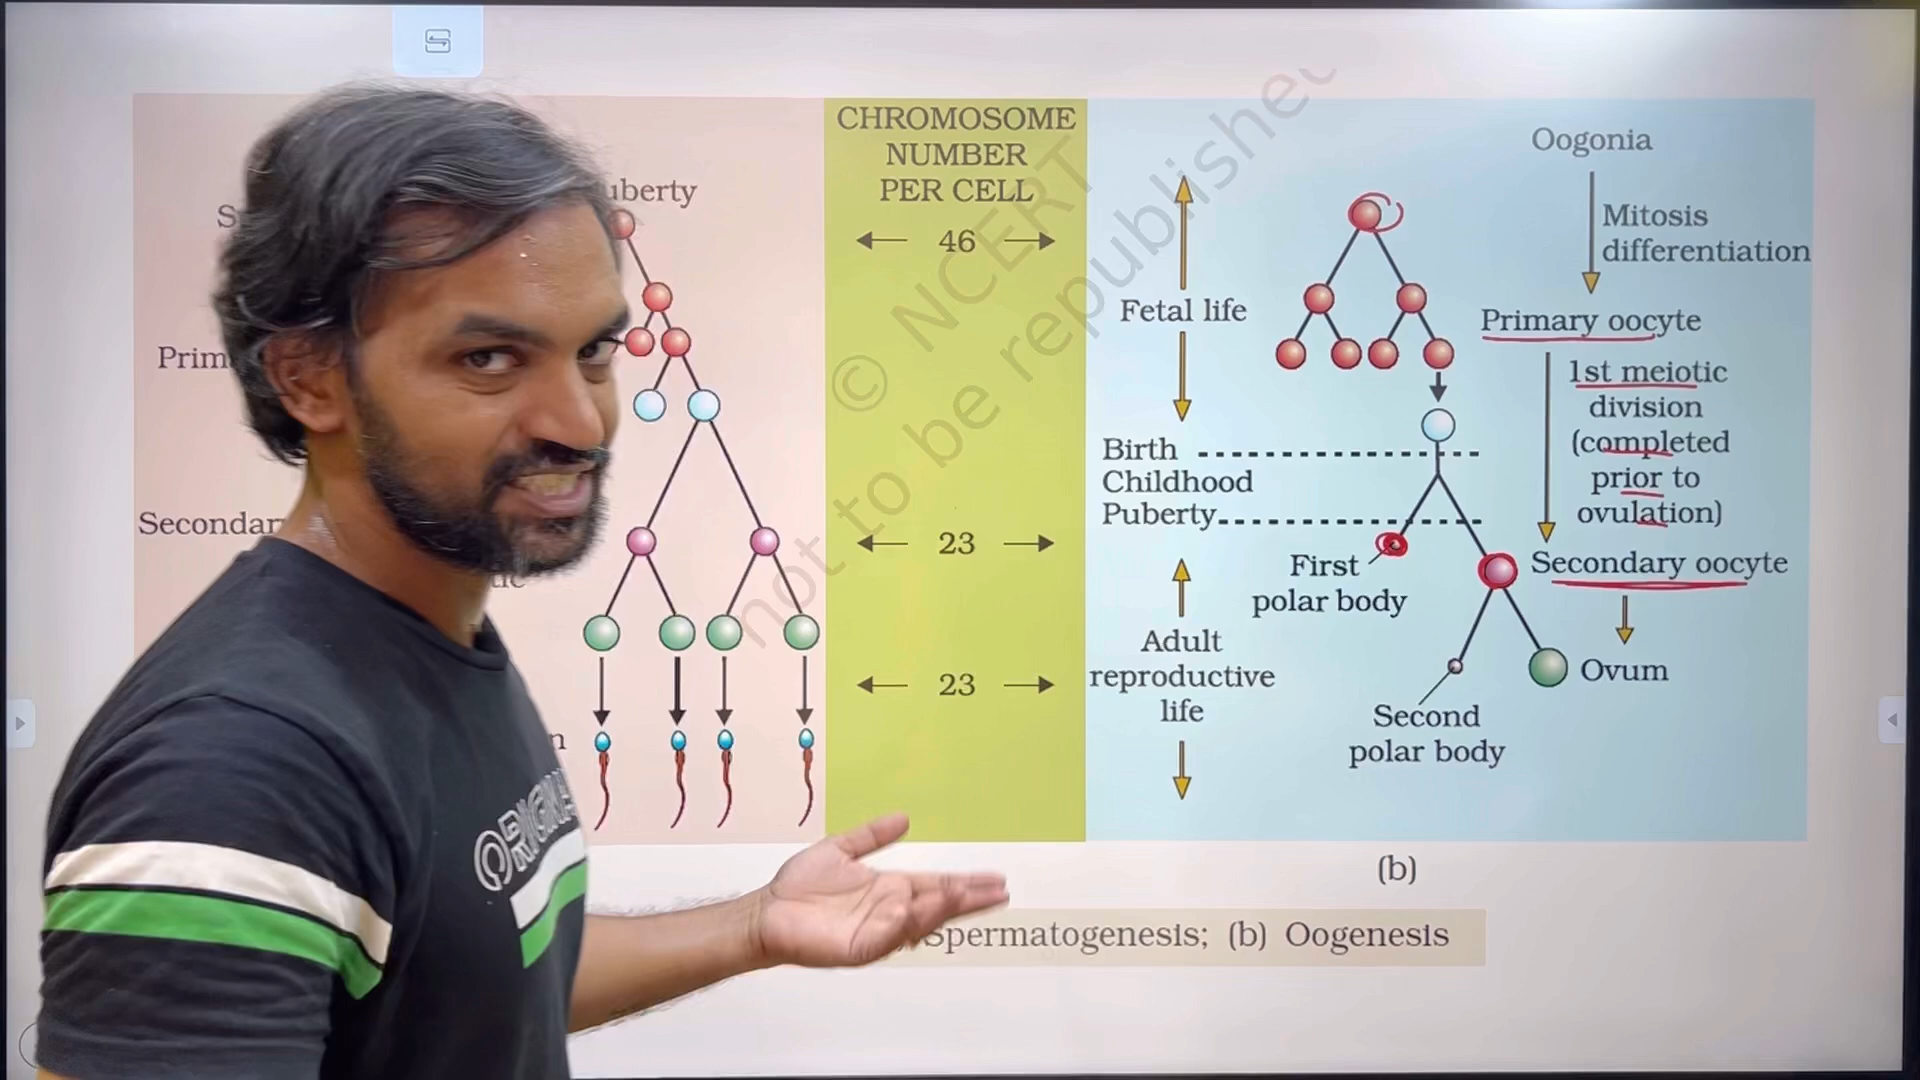 uberty
CHROMOSOME
NUMBER
PER CELL
46
23
23
Fetal life
Birth
Childhood
Puberty
Adult
reproductive
life
Oogonia
Mitosis
differentiation
Primary oocyte
1st meiotic
division
(completed
prior to
ovulation)
First
polar body
Secondary oocyte
Ovum
Second
polar body
(b)
Spermatogenesis; (b) Oogenesis
S
Prim
Secondar
tic
n
© NCERT
not to be republished